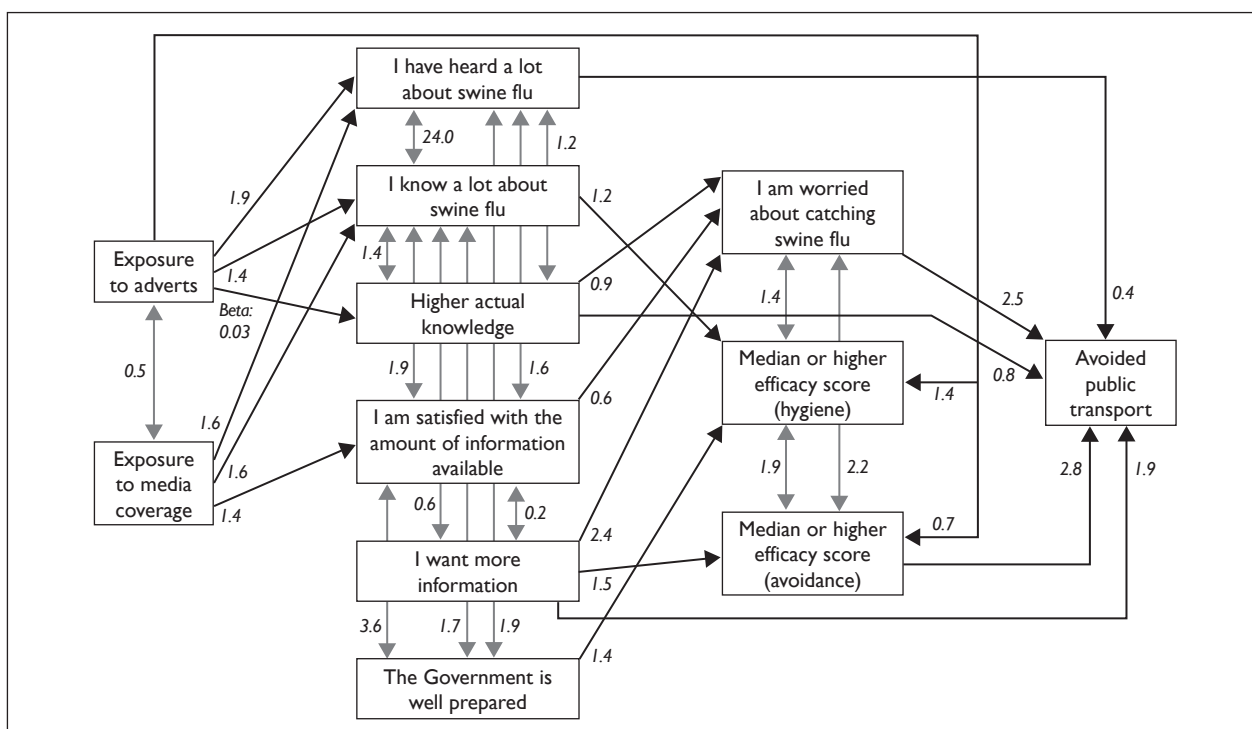 I have heard a lot
about swine flu
24.0
1.2
I know a lot about
swine flu
1.2
I am worried
about catching
swine flu
1.9
1.4
Exposure
to adverts
1.4
Beta:
0.03
Higher actual
knowledge
0.9
1.4
2.5
0.4
0.5
1.9
1.6
Median or higher
efficacy score
(hygiene)
0.8
Avoided
public
transport
0.6
1.4
I am satisfied with the
amount of information
available
1.6
Exposure
to media
coverage
1.6
1.4
1.9
2.2
2.8
1.9
0.6
0.2
2.4
Median or higher
efficacy score
(avoidance)
0.7
I want more
information
1.5
3.6
1.7
1.9
1.4
The Government is
well prepared